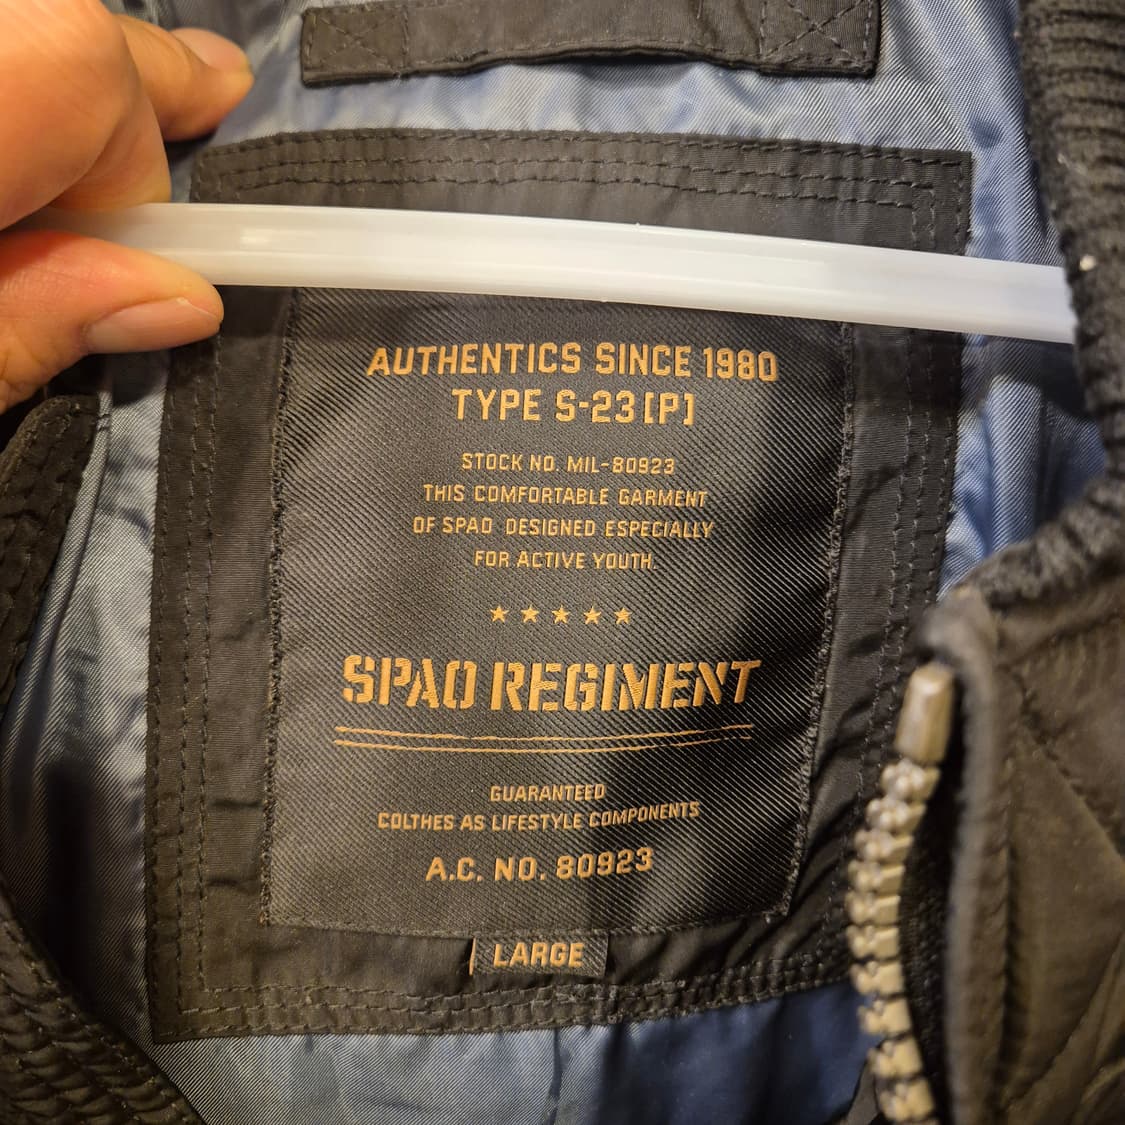 AUTHENTICS SINCE 1980
TYPE S-23 [P]
STOCK NO. MIL-80923
THIS COMFORTABLE GARMENT
OF SPAO DESIGNED ESPECIALLY
FOR ACTIVE YOUTH.
★★★★★
SPAO REGIMENT
GUARANTEED
COLTHES AS LIFESTYLE COMPONENTS
A.C. NO. 80923
LARGE